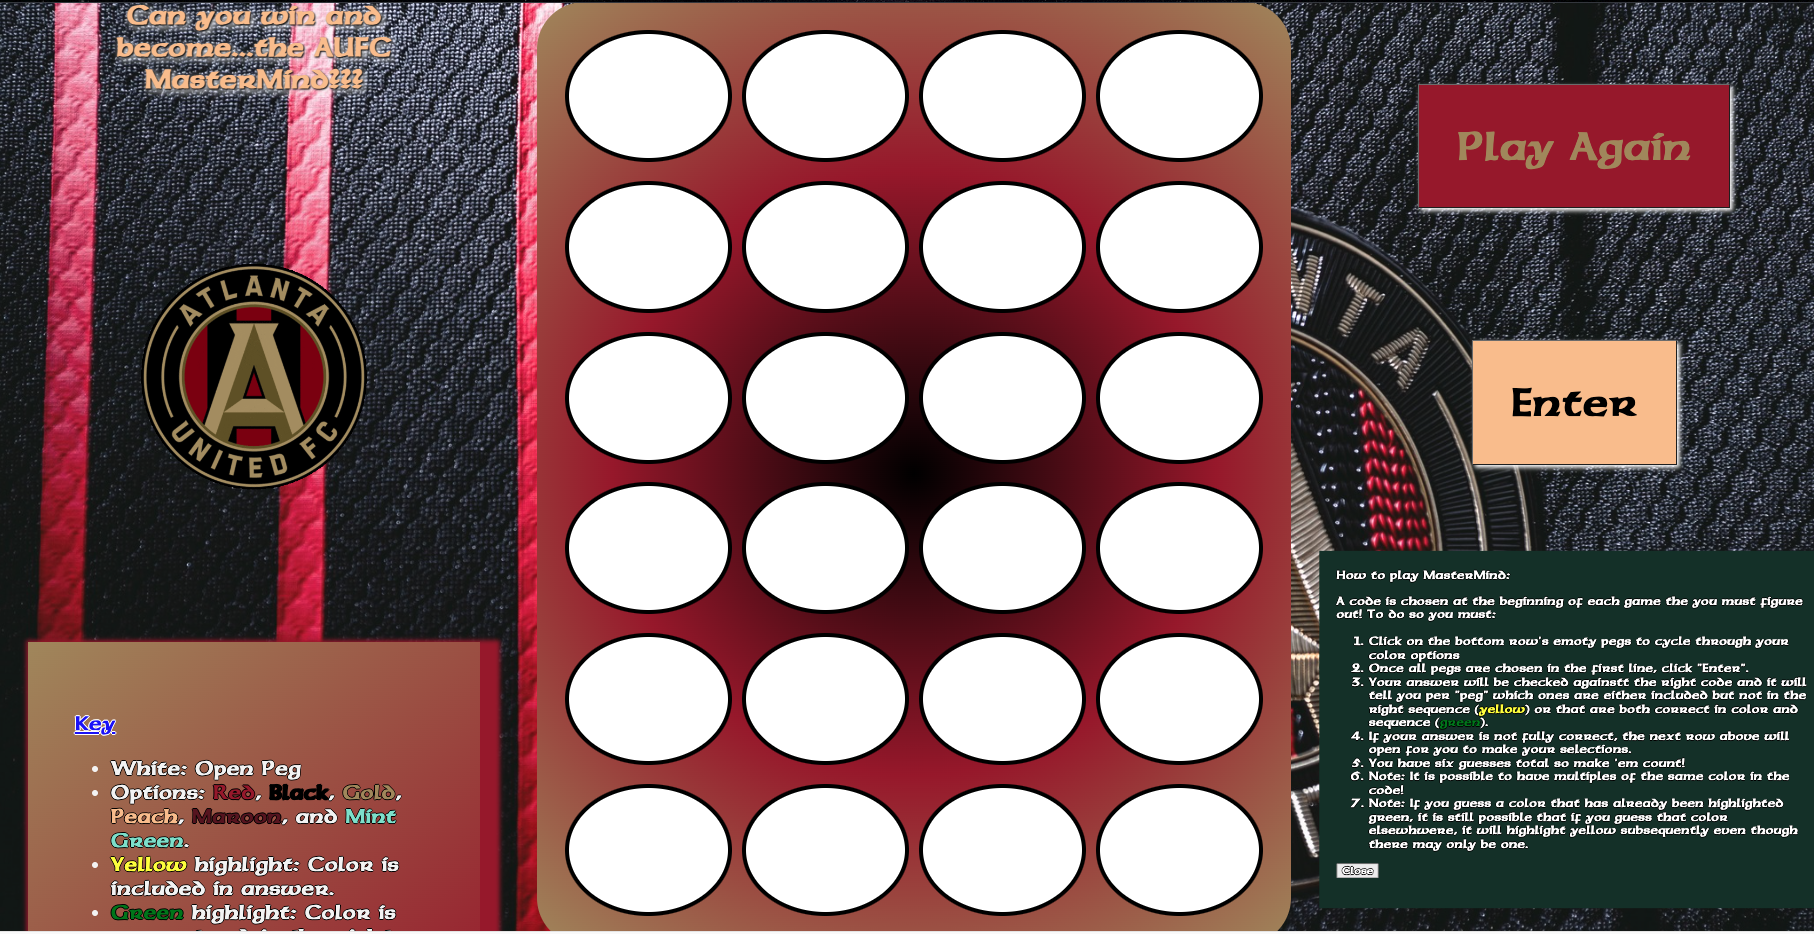 Can you win and
become...the AUFC
MasterMind???
ATLANTA
UNITED FC
Key
White: Open Peg
Options: Red, Black, Gold,
Peach, Maroon, and Mint
Green.
Yellow highlight: Color is
included in answer.
Green highlight: Color is
Play Again
NTA
Enter
How to play MasterMind:
A code is chosen at the beginning of each game the you must figure
out! To do so you must:
1. Click on the bottom row's emoty pegs to cycle through your
color options
2. Once all pegs are chosen in the first line, click "Enter".
3. Your answer will be checked againstt the right code and it will
tell you per "peg" which ones are either included but not in the
right sequence (yellow) or that are both correct in color and
sequence (green).
4. If your answer is not fully correct, the next row above will
open for you to make your selections.
5. You have six guesses total so make 'em count!
6. Note: It is possible to have multiples of the same color in the
code!
7. Note: If you guess a color that has already been highlighted
green, it is still possible that if you guess that color
elsewhwere, it will highlight yellow subsequently even though
there may only be one.
Close